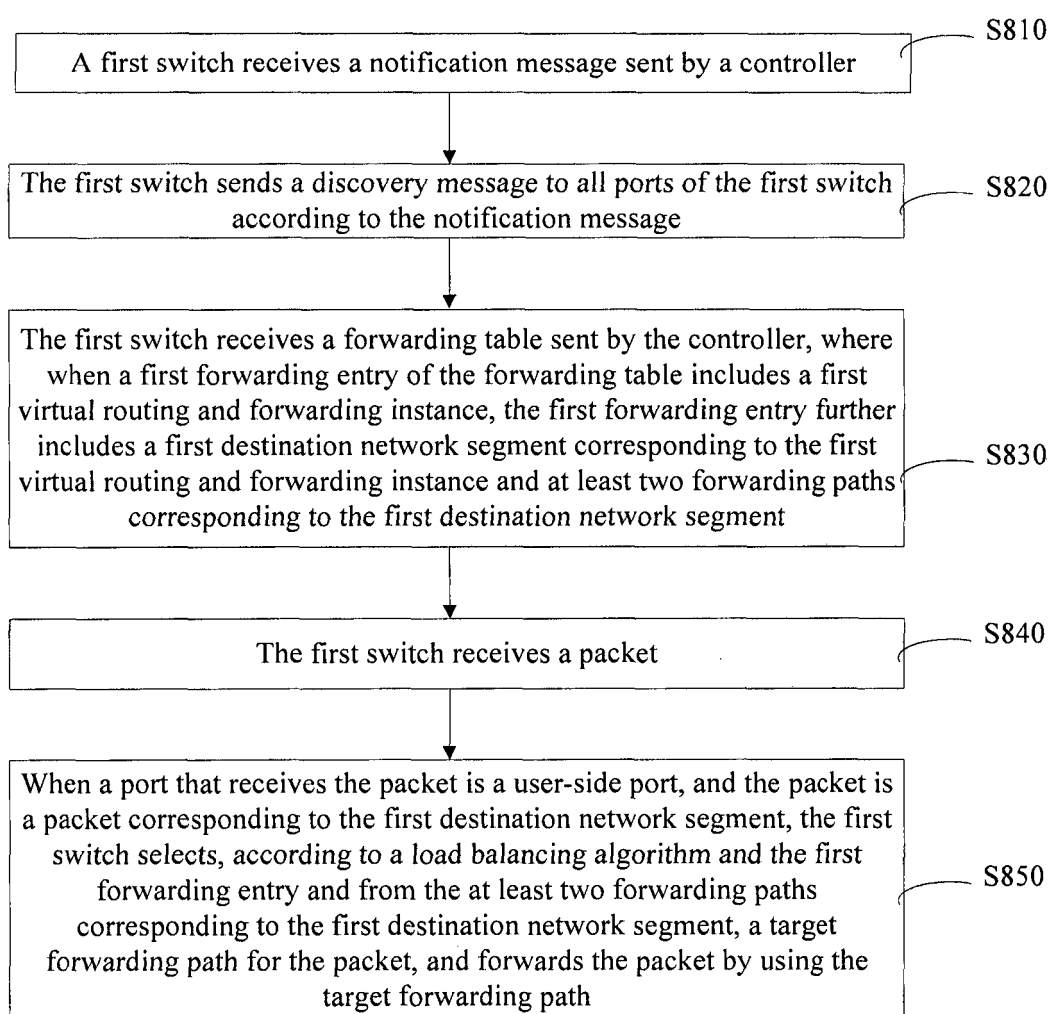 S810
A first switch receives a notification message sent by a controller
The first switch sends a discovery message to all ports of the first switch
according to the notification message
S820
The first switch receives a forwarding table sent by the controller, where
when a first forwarding entry of the forwarding table includes a first
virtual routing and forwarding instance, the first forwarding entry further
includes a first destination network segment corresponding to the first
virtual routing and forwarding instance and at least two forwarding paths
corresponding to the first destination network segment
S830
The first switch receives a packet
S840
When a port that receives the packet is a user-side port, and the packet is
a packet corresponding to the first destination network segment, the first
switch selects, according to a load balancing algorithm and the first
forwarding entry and from the at least two forwarding paths
corresponding to the first destination network segment, a target
forwarding path for the packet, and forwards the packet by using the
target forwarding path
S850